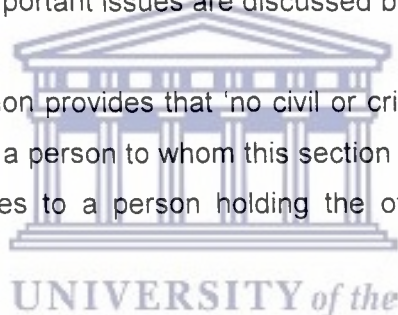 portant issues are discussed b
on provides that 'no civil or cri
a person to whom this section
es to a person holding the o
UNIVERSITY of the